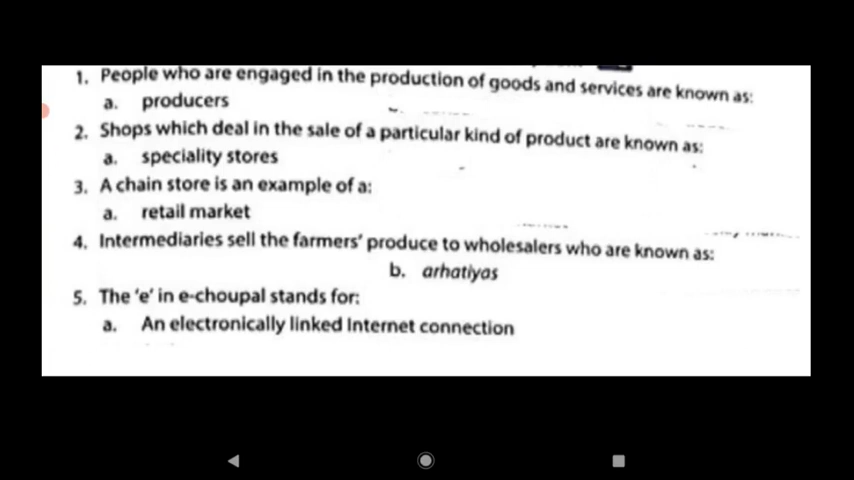 1. People who are engaged in the production of goods and services are known as:
a. producers
2. Shops which deal in the sale of a particular kind of product are known as:
a. speciality stores
3. A chain store is an example of a:
a. retail market
4. Intermediaries sell the farmers' produce to wholesalers who are known as:
b. arhatiyas
5. The 'e' in e-choupal stands for:
a. An electronically linked Internet connection